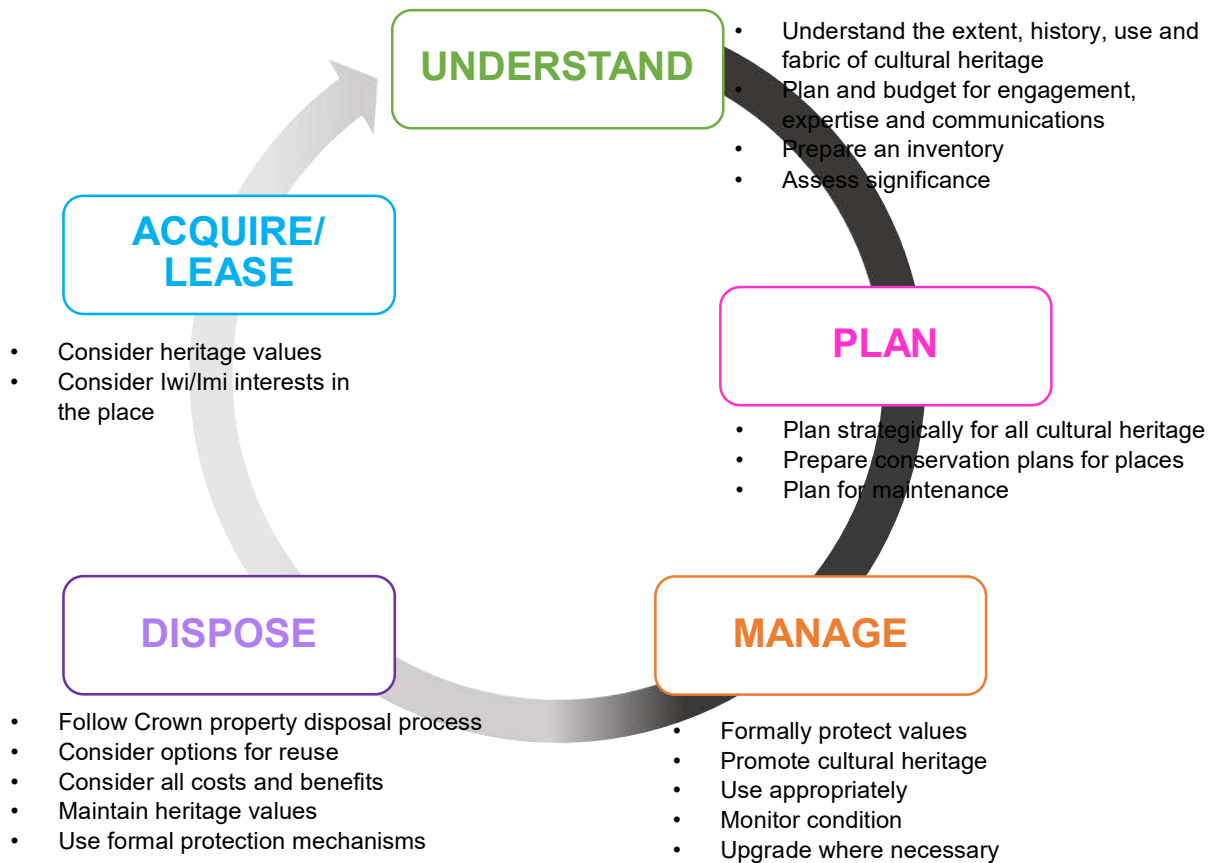 UNDERSTAND
• Understand the extent, history, use and
fabric of cultural heritage
• Plan and budget for engagement,
expertise and communications
• Prepare an inventory
• Assess significance
PLAN
• Plan strategically for all cultural heritage
• Prepare conservation plans for places
• Plan for maintenance
MANAGE
• Formally protect values
• Promote cultural heritage
• Use appropriately
• Monitor condition
• Upgrade where necessary
DISPOSE
• Follow Crown property disposal process
• Consider options for reuse
• Consider all costs and benefits
• Maintain heritage values
• Use formal protection mechanisms
ACQUIRE/
LEASE
• Consider heritage values
• Consider Iwi/Imi interests in
the place